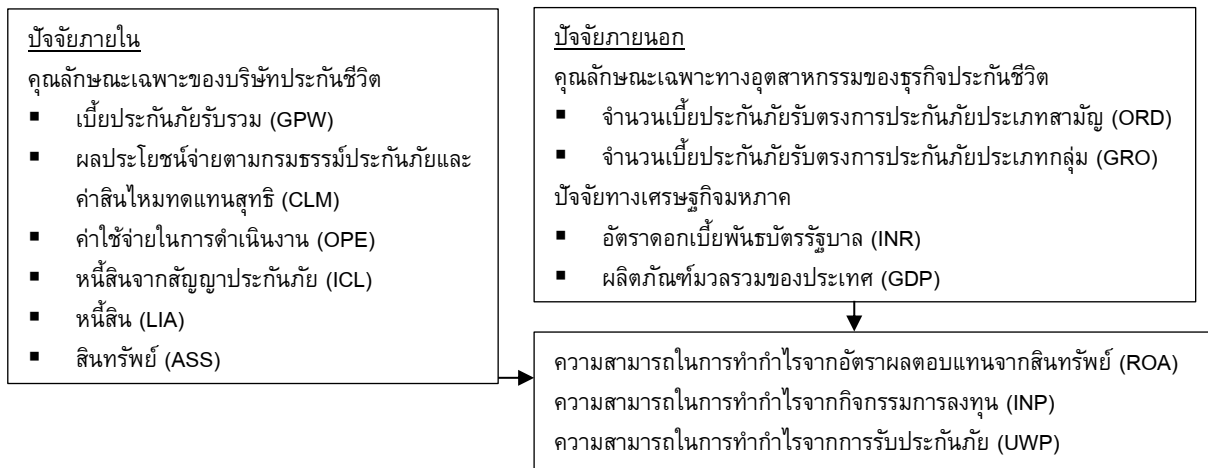 ปัจจัยภายใน
คุณลักษณะเฉพาะของบริษัทประกันชีวิต
▪ เบี้ยประกันภัยรับรวม (GPW)
▪ ผลประโยชน์จ่ายตามกรมธรรม์ประกันภัยและ
ค่าสินไหมทดแทนสุทธิ (CLM)
▪ ค่าใช้จ่ายในการดำเนินงาน (OPE)
▪ หนี้สินจากสัญญาประกันภัย (ICL)
▪ หนี้สิน (LIA)
▪ สินทรัพย์ (ASS)
ปัจจัยภายนอก
คุณลักษณะเฉพาะทางอุตสาหกรรมของธุรกิจประกันชีวิต
▪ จำนวนเบี้ยประกันภัยรับตรงการประกันภัยประเภทสามัญ (ORD)
▪ จำนวนเบี้ยประกันภัยรับตรงการประกันภัยประเภทกลุ่ม (GRO)
ปัจจัยทางเศรษฐกิจมหภาค
▪ อัตราดอกเบี้ยพันธบัตรรัฐบาล (INR)
▪ ผลิตภัณฑ์มวลรวมของประเทศ (GDP)
ความสามารถในการทำกำไรจากอัตราผลตอบแทนจากสินทรัพย์ (ROA)
ความสามารถในการทำกำไรจากกิจกรรมการลงทุน (INP)
ความสามารถในการทำกำไรจากการรับประกันภัย (UWP)